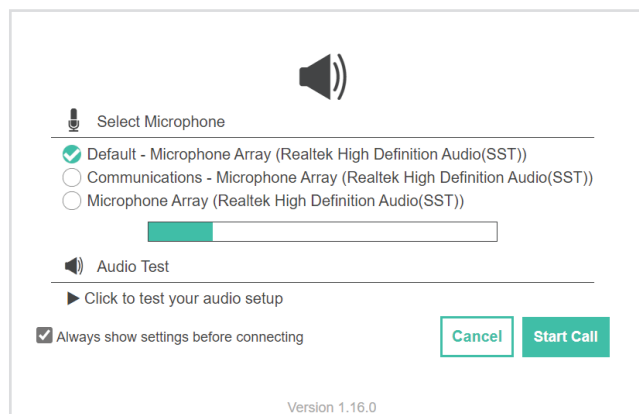 Select Microphone
Default - Microphone Array (Realtek High Definition Audio(SST))
Communications - Microphone Array (Realtek High Definition Audio(SST))
Microphone Array (Realtek High Definition Audio(SST))
Audio Test
Click to test your audio setup
Always show settings before connecting
Cancel
Start Call
Version 1.16.0